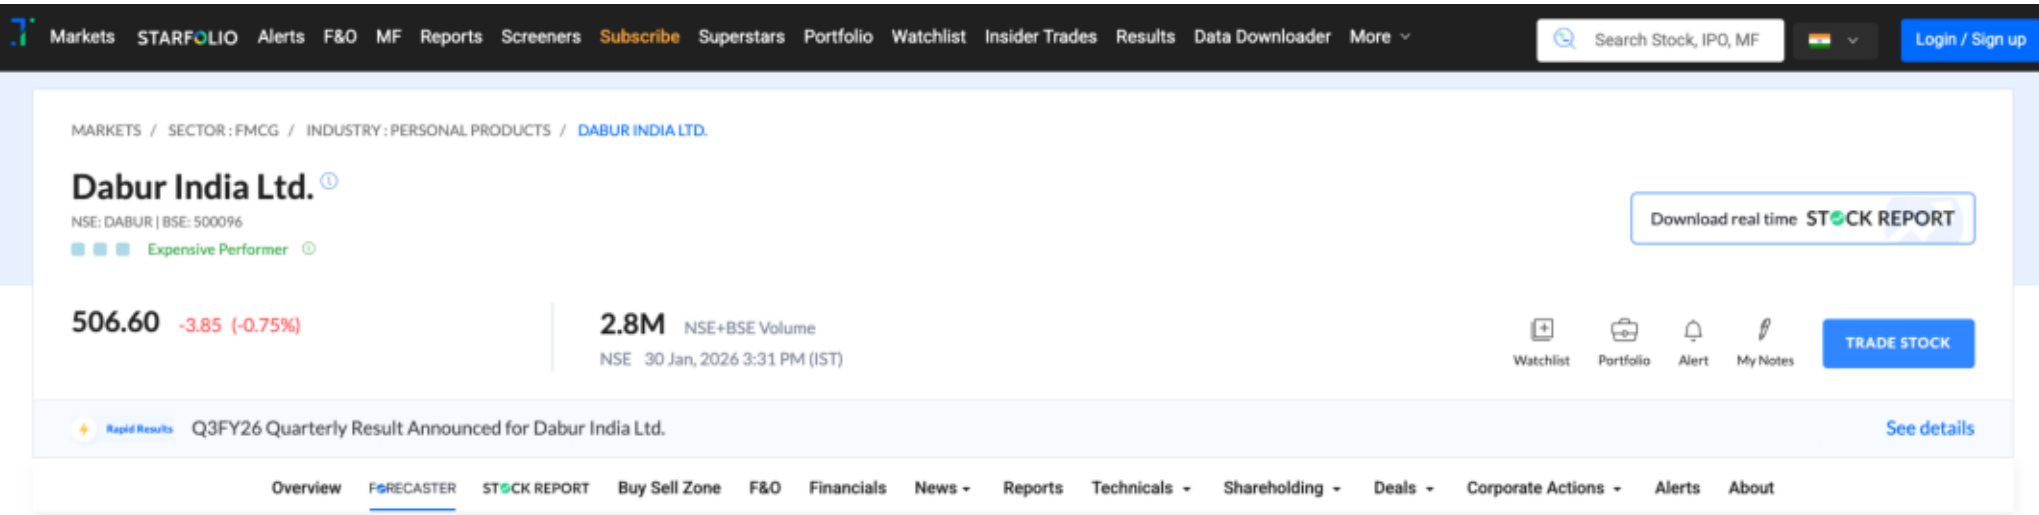 Markets STARFOLIO Alerts F&O MF Reports Screeners Subscribe Superstars Portfolio Watchlist Insider Trades Results Data Downloader More Search Stock, IPO, MF Login / Sign up
MARKETS / SECTOR : FMCG / INDUSTRY : PERSONAL PRODUCTS / DABUR INDIA LTD.
Dabur India Ltd.
NSE: DABUR | BSE: 500096
Expensive Performer
Download real time STOCK REPORT
506.60 -3.85 (-0.75%)
2.8M NSE+BSE Volume
NSE 30 Jan, 2026 3:31 PM (IST)
Watchlist Portfolio Alert My Notes TRADE STOCK
Rapid Results Q3FY26 Quarterly Result Announced for Dabur India Ltd. See details
Overview FORECASTER STOCK REPORT Buy Sell Zone F&O Financials News Reports Technicals Shareholding Deals Corporate Actions Alerts About